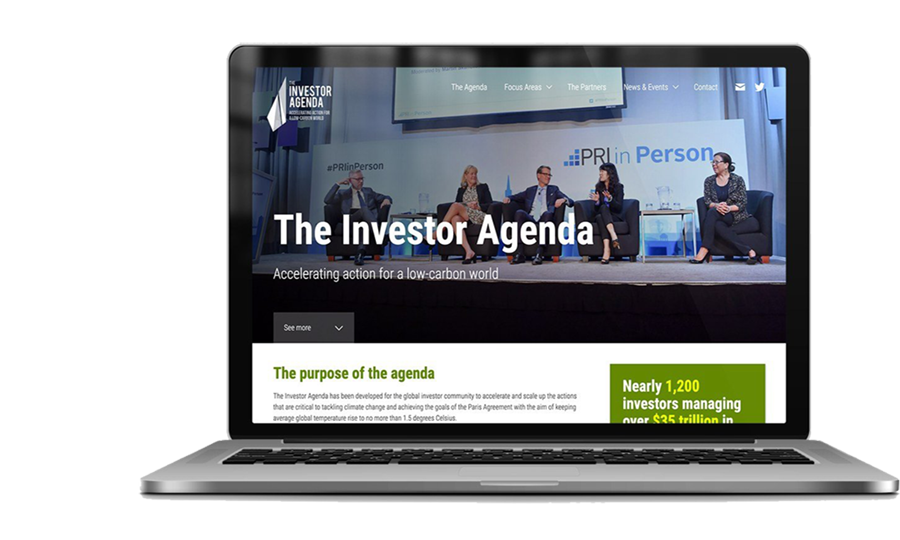 THE
INVESTOR
AGENDA
ACCELERATING ACTION FOR
A LOW-CARBON WORLD
The Agenda
Focus Areas
The Partners
News & Events
Contact
#PRIinPerson
PRI in Person
The Investor Agenda
Accelerating action for a low-carbon world
See more
The purpose of the agenda
The Investor Agenda has been developed for the global investor community to accelerate and scale up the actions
that are critical to tackling climate change and achieving the goals of the Paris Agreement with the aim of keeping
average global temperature rise to no more than 1.5 degrees Celsius.
Nearly 1,200
investors managing
over $35 trillion in